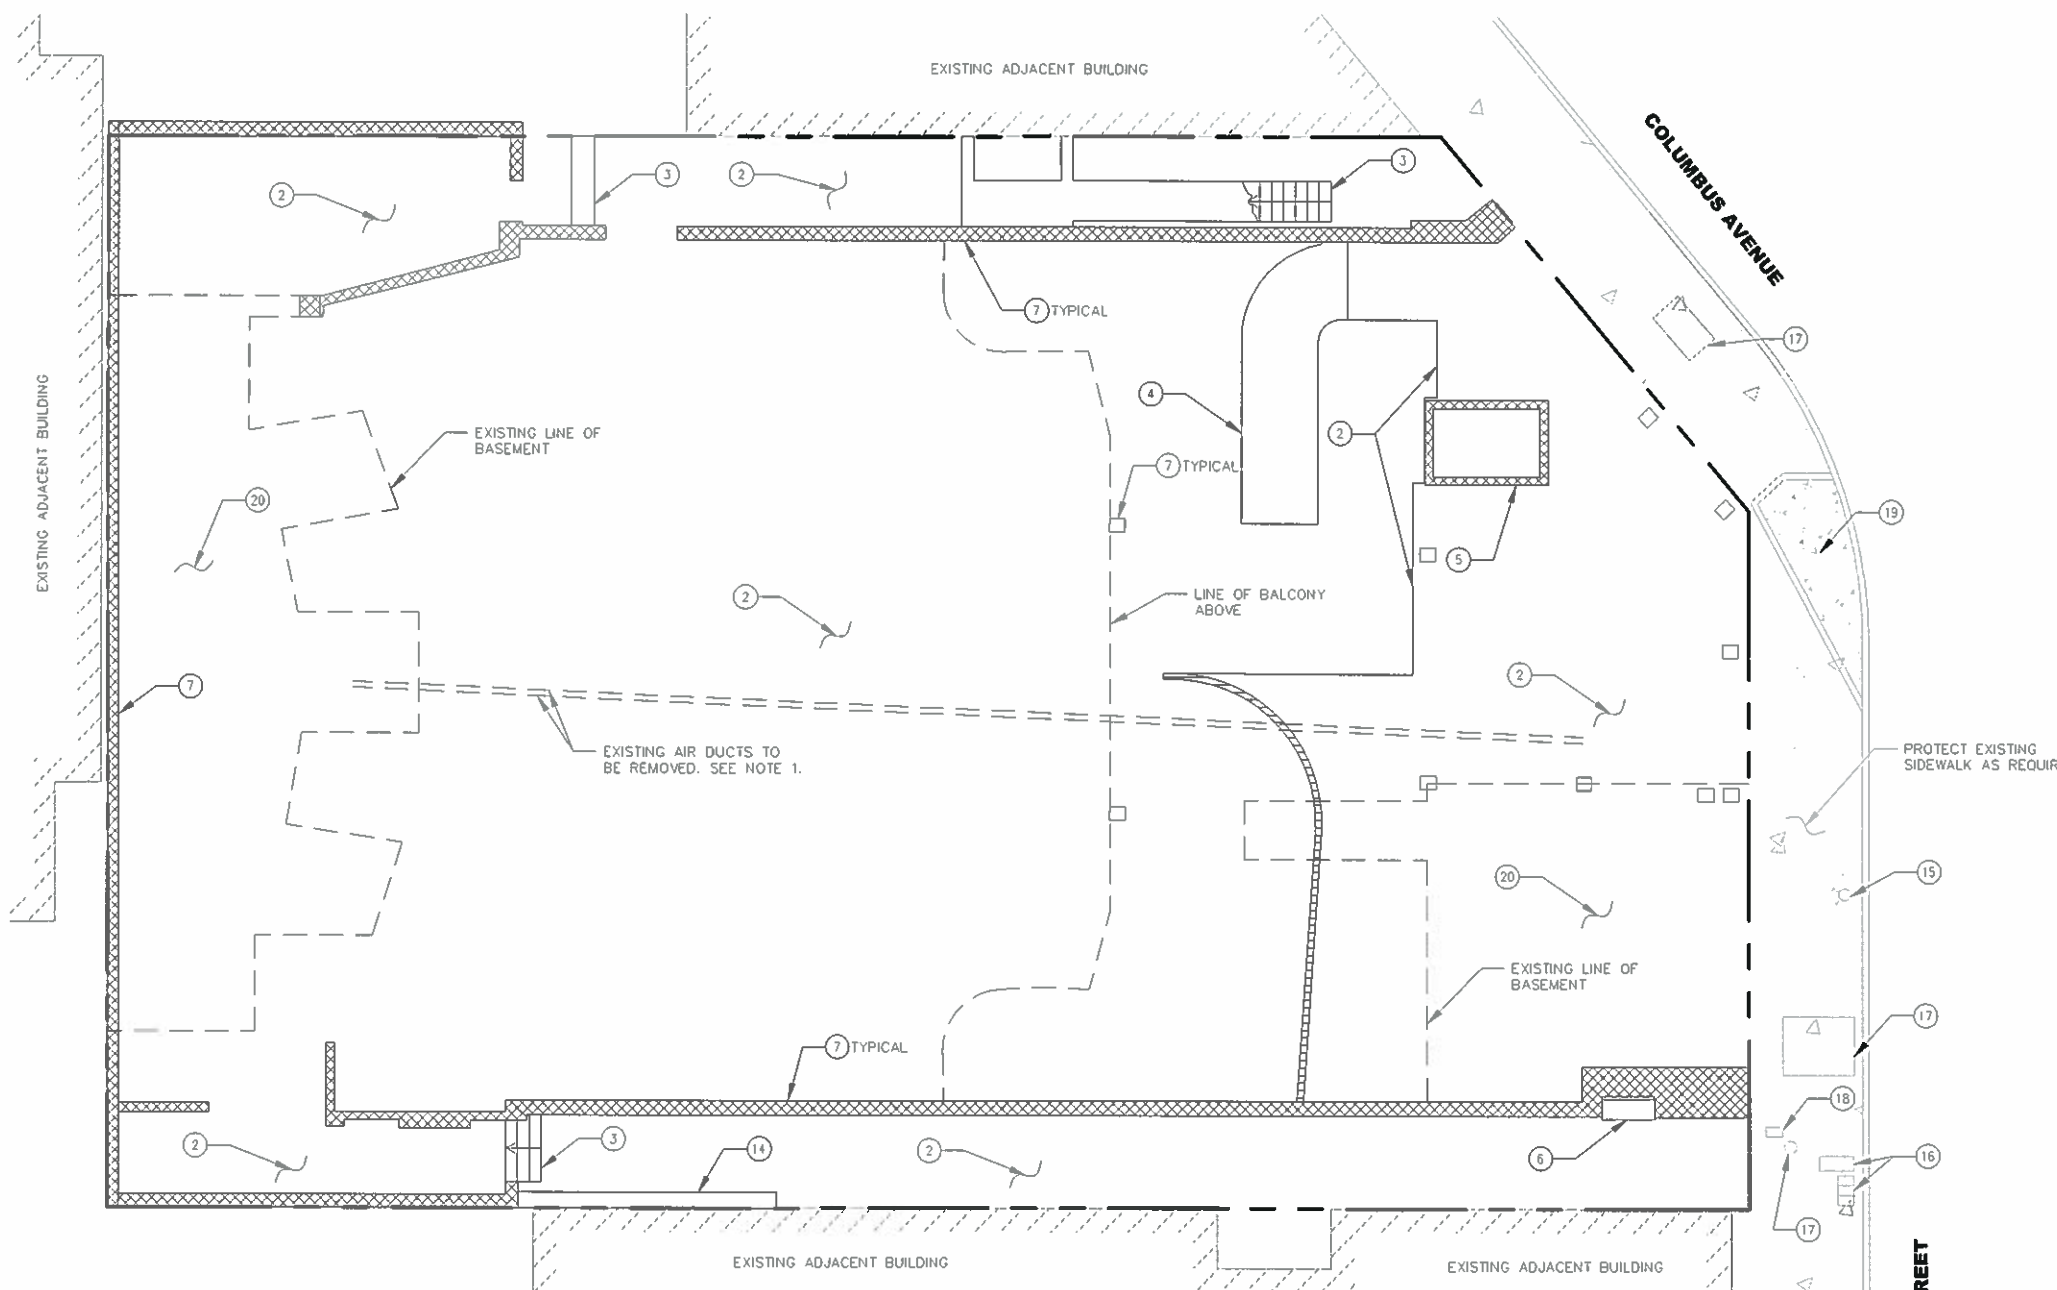 EXISTING ADJACENT BUILDING
COLUMBUS AVENUE
3
2
3
2
7 TYPICAL
17
4
EXISTING ADJACENT BUILDING
EXISTING LINE OF
BASEMENT
2
7 TYPICAL
20
19
5
2
LINE OF BALCONY
ABOVE
7
2
EXISTING AIR DUCTS TO
BE REMOVED. SEE NOTE 1.
PROTECT EXISTING
SIDEWALK AS REQUIR
20
15
EXISTING LINE OF
BASEMENT
17
7 TYPICAL
18
2
3
14
2
6
16
17
EXISTING ADJACENT BUILDING
EXISTING ADJACENT BUILDING
REET